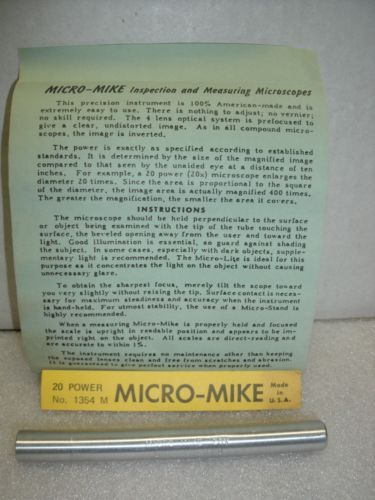 MICRO-MIKE Inspection and Measuring Microscopes
This precision instrument is 100% American-made and is
extremely easy to use. There is nothing to adjust; no vernier;
no skill required. The 4 lens optical system is prefocused to
give a clear, undistorted image. As in all compound micro-
scopes, the image is inverted.
The power is exactly as specified according to established
standards. It is determined by the size of the magnified image
compared to that seen by the unaided eye at a distance of ten
inches. For example, a 20 power (20x) microscope enlarges the
diameter 20 times. Since the area is proportional to the square
of the diameter, the image area is actually magnified 400 times.
The greater the magnification, the smaller the area it covers.
INSTRUCTIONS
The microscope should be held perpendicular to the surface
or object being examined with the tip of the tube touching the
surface, the beveled opening away from the user and toward the
light. Good illumination is essential, so guard against shading
the subject. In some cases, especially with dark objects, supple-
mentary light is recommended. The Micro-Lite is ideal for this
purpose as it concentrates the light on the object without causing
unnecessary glare.
To obtain the sharpest focus, merely tilt the scope toward
you very slightly without raising the tip. Surface contact is neces-
sary for maximum steadiness and accuracy when the instrument
is hand-held. For utmost stability, the use of a Micro-Stand is
highly recommended.
When a measuring Micro-Mike is properly held and focused
the scale is upright in readable position and appears to be im-
printed right on the object. All scales are direct-reading and
are accurate to within 1%.
The instrument requires no maintenance other than keeping
the exposed lenses clean and free from scratches and abrasion.
It is guaranteed to give perfect service when properly used.
20 POWER
No. 1354 M
MICRO-MIKE
Made
in
U.S.A.